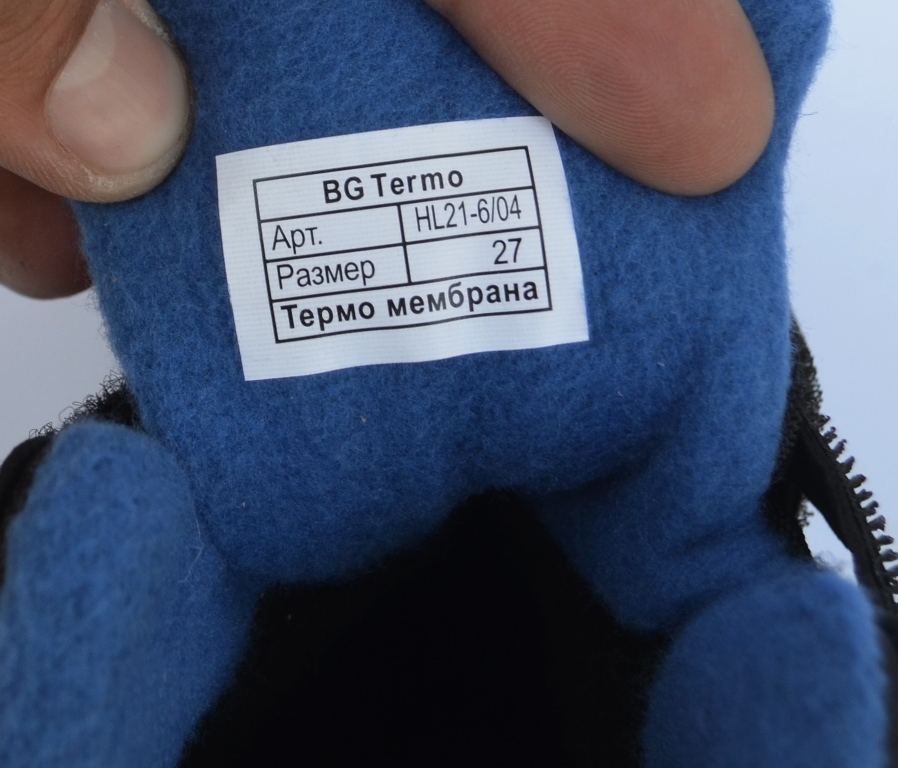 BG Termo
Арт. HL21-6/04
Размер 27
Термо мембрана